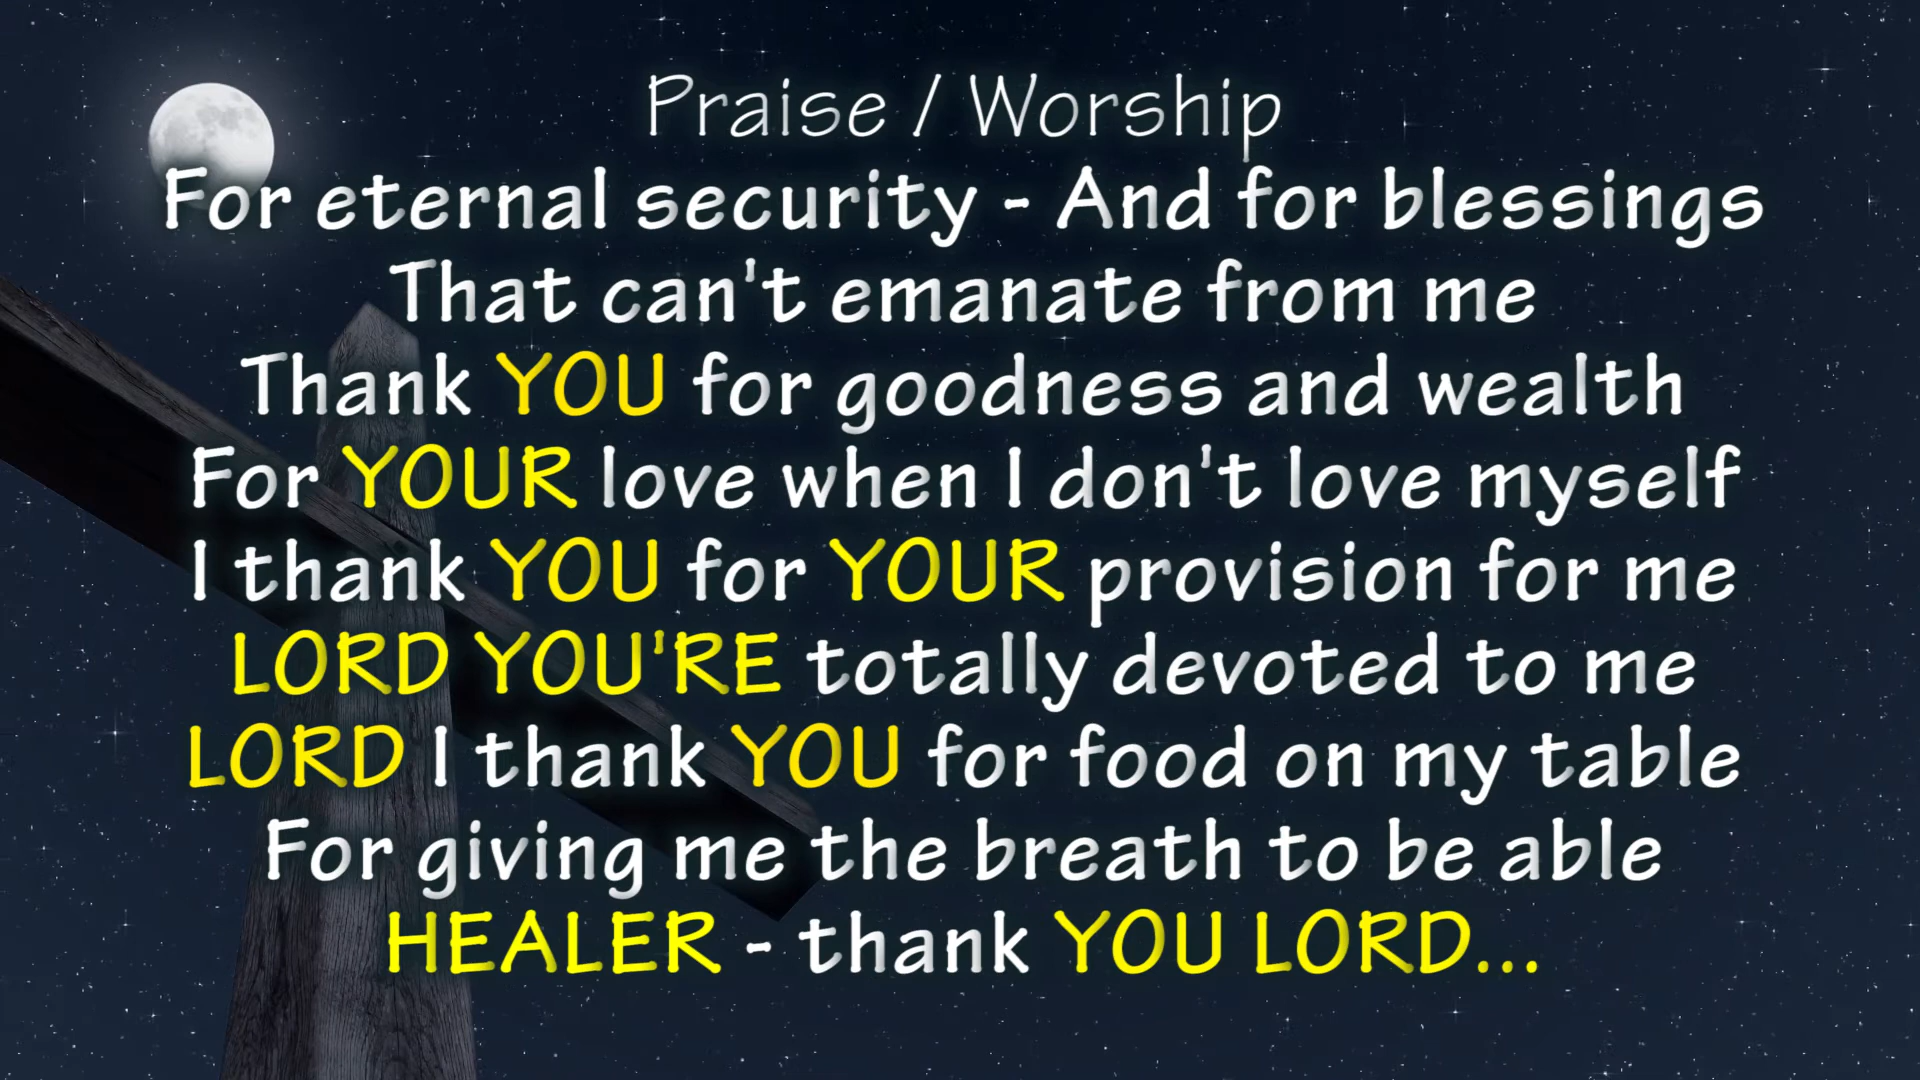 Praise / Worship
For eternal security - And for blessings
That can't emanate from me
Thank YOU for goodness and wealth
For YOUR love when I don't love myself
I thank YOU for YOUR provision for me
LORD YOU'RE totally devoted to me
LORD I thank YOU for food on my table
For giving me the breath to be able
HEALER - thank YOU LORD...